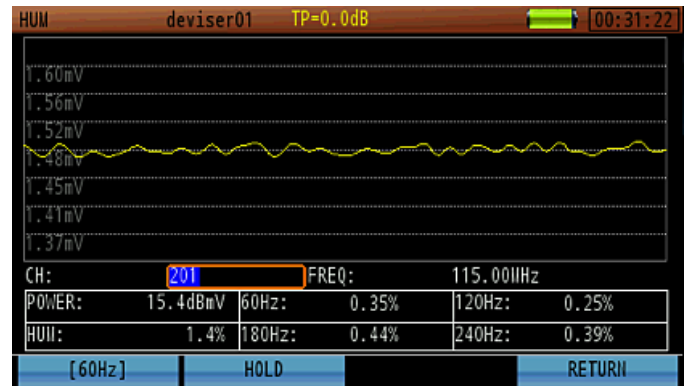 HUM deviser01 TP=0.0dB 00:31:22
1.60mV
1.56mV
1.52mV
1.48mV
1.45mV
1.41mV
1.37mV
CH: 201 FREQ: 115.00MHz
POWER: 15.4dBmV 60Hz: 0.35% 120Hz: 0.25%
HUM: 1.4% 180Hz: 0.44% 240Hz: 0.39%
[60Hz] HOLD RETURN